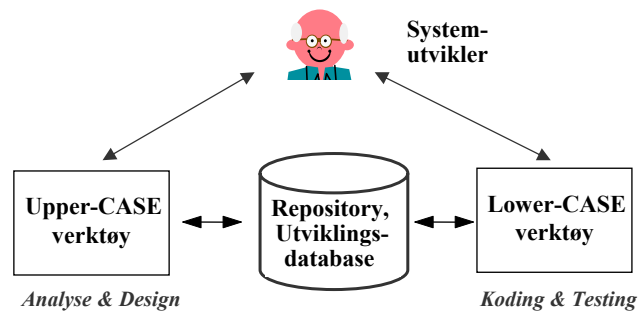 System-
utvikler
Upper-CASE
verktøy
Repository,
Utviklings-
database
Lower-CASE
verktøy
Analyse & Design
Koding & Testing